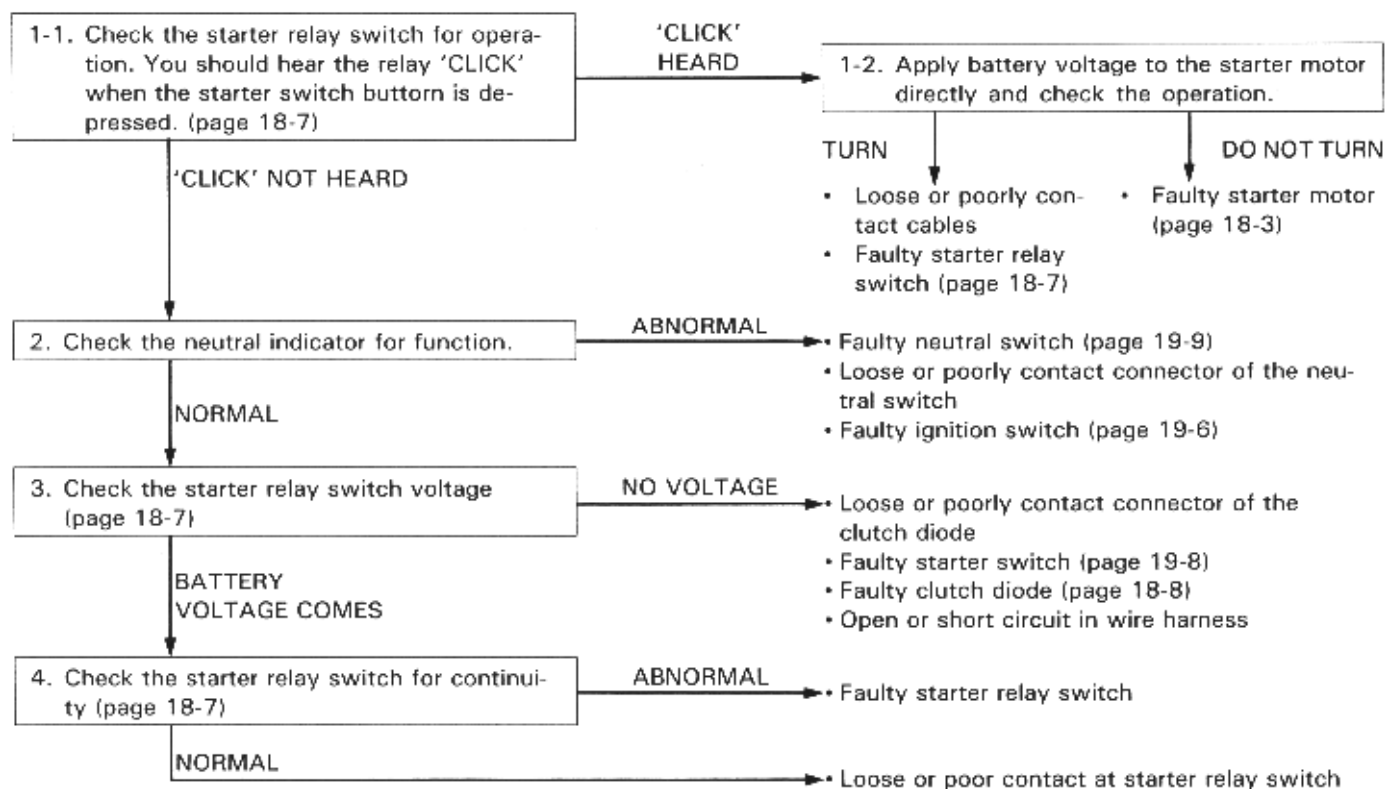 1-1. Check the starter relay switch for opera-
tion. You should hear the relay 'CLICK'
when the starter switch buttorn is de-
pressed. (page 18-7)
'CLICK'
HEARD
1-2. Apply battery voltage to the starter motor
directly and check the operation.
TURN
DO NOT TURN
• Loose or poorly con-
tact cables
• Faulty starter relay
switch (page 18-7)
• Faulty starter motor
(page 18-3)
'CLICK' NOT HEARD
2. Check the neutral indicator for function.
ABNORMAL
• Faulty neutral switch (page 19-9)
• Loose or poorly contact connector of the neu-
tral switch
• Faulty ignition switch (page 19-6)
NORMAL
3. Check the starter relay switch voltage
(page 18-7)
NO VOLTAGE
• Loose or poorly contact connector of the
clutch diode
• Faulty starter switch (page 19-8)
• Faulty clutch diode (page 18-8)
• Open or short circuit in wire harness
BATTERY
VOLTAGE COMES
4. Check the starter relay switch for continui-
ty (page 18-7)
ABNORMAL
• Faulty starter relay switch
NORMAL
• Loose or poor contact at starter relay switch